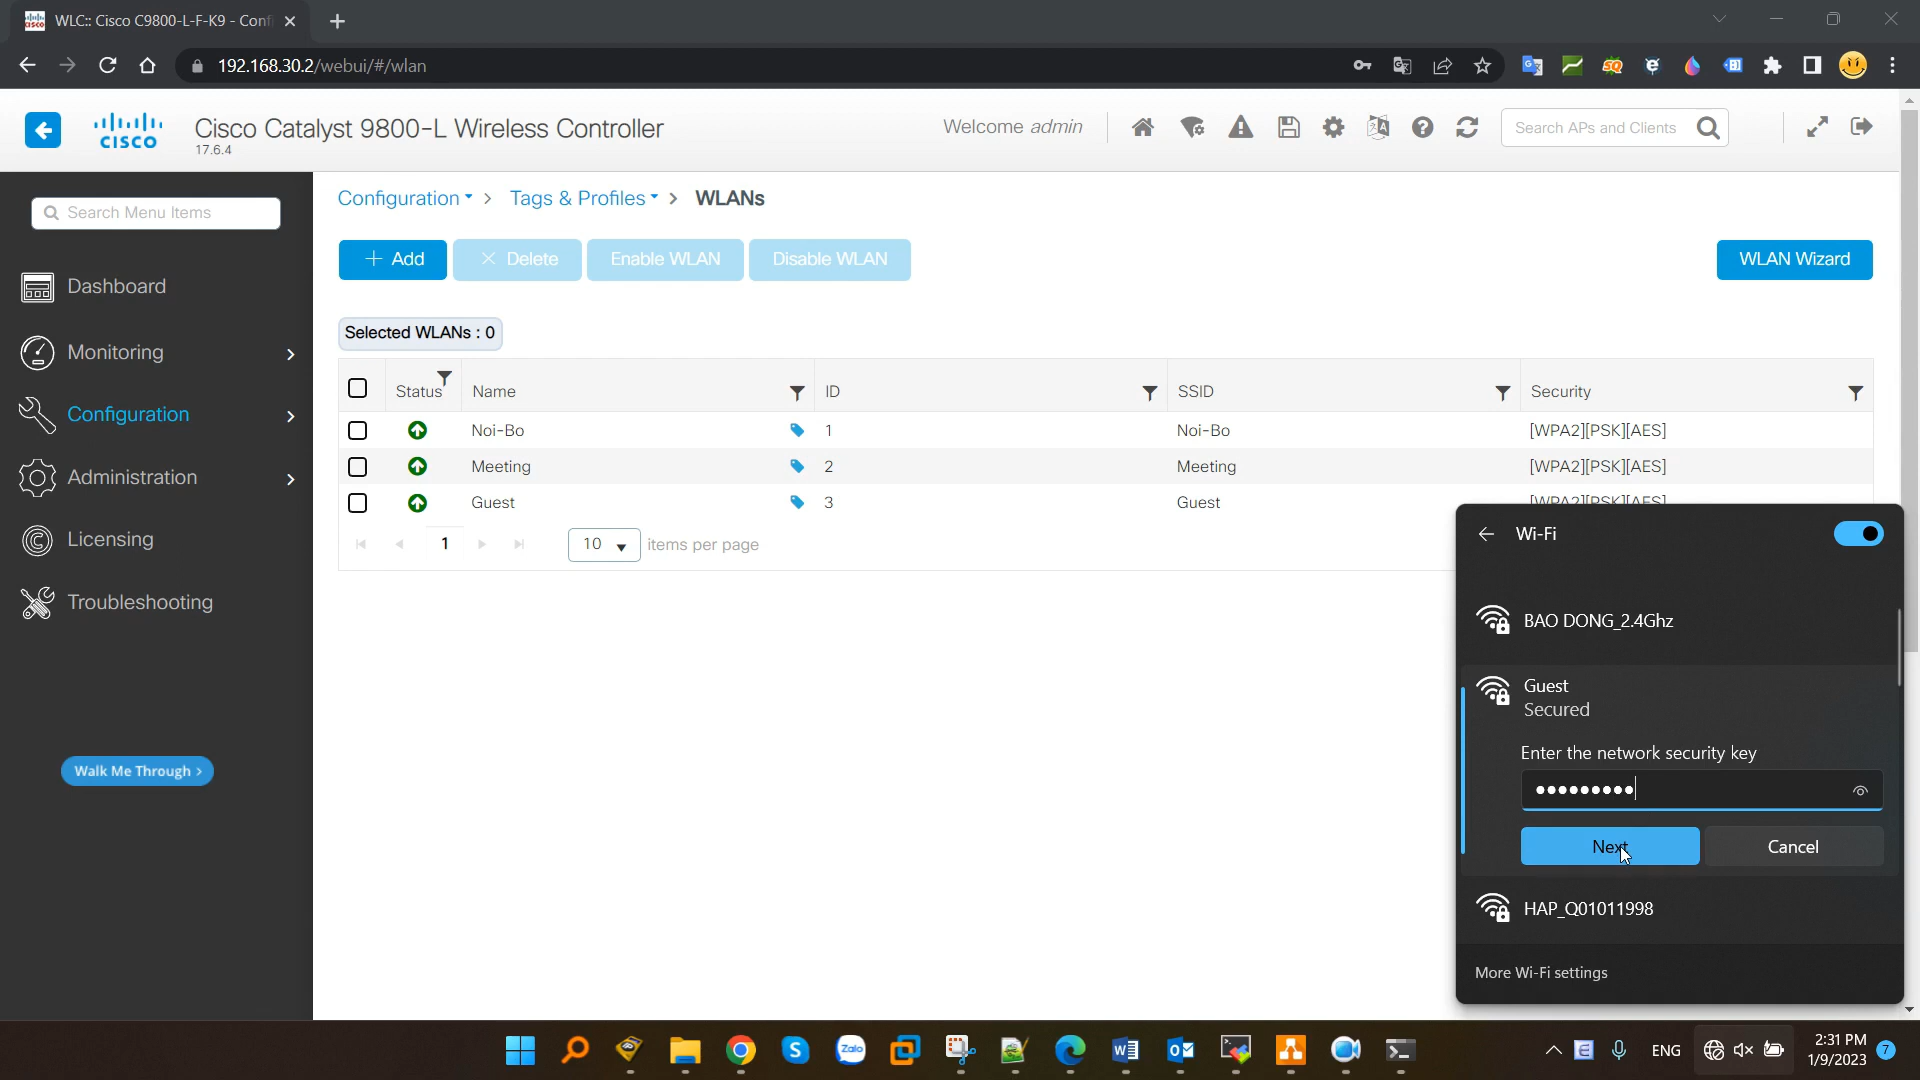 WLC:: Cisco C9800-L-F-K9 - Conf
192.168.30.2/webui/#/wlan
CISCO
Cisco Catalyst 9800-L Wireless Controller
17.6.4
Welcome admin
Search APs and Clients
Search Menu Items
Dashboard
Monitoring
Configuration
Administration
Licensing
Troubleshooting
Walk Me Through >
Configuration > Tags & Profiles > WLANs
+ Add
× Delete
Enable WLAN
Disable WLAN
WLAN Wizard
Selected WLANs : 0
Status Name ID SSID Security
Noi-Bo 1 Noi-Bo [WPA2][PSK][AES]
Meeting 2 Meeting [WPA2][PSK][AES]
Guest 3 Guest [WPA2][PSK][AES]
1 10 items per page
Wi-Fi
BAO DONG_2.4Ghz
Guest
Secured
Enter the network security key
•••••••••
Next
Cancel
HAP_Q01011998
More Wi-Fi settings
Zalo
ENG
2:31 PM
1/9/2023
7